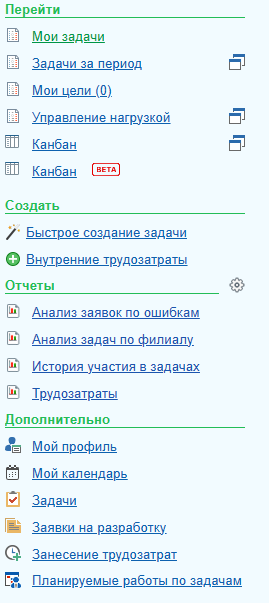 Перейти
Мои задачи
Задачи за период
Мои цели (0)
Управление нагрузкой
Канбан
Канбан BETA
Создать
Быстрое создание задачи
Внутренние трудозатраты
Отчеты
Анализ заявок по ошибкам
Анализ задач по филиалу
История участия в задачах
Трудозатраты
Дополнительно
Мой профиль
Мой календарь
Задачи
Заявки на разработку
Занесение трудозатрат
Планируемые работы по задачам